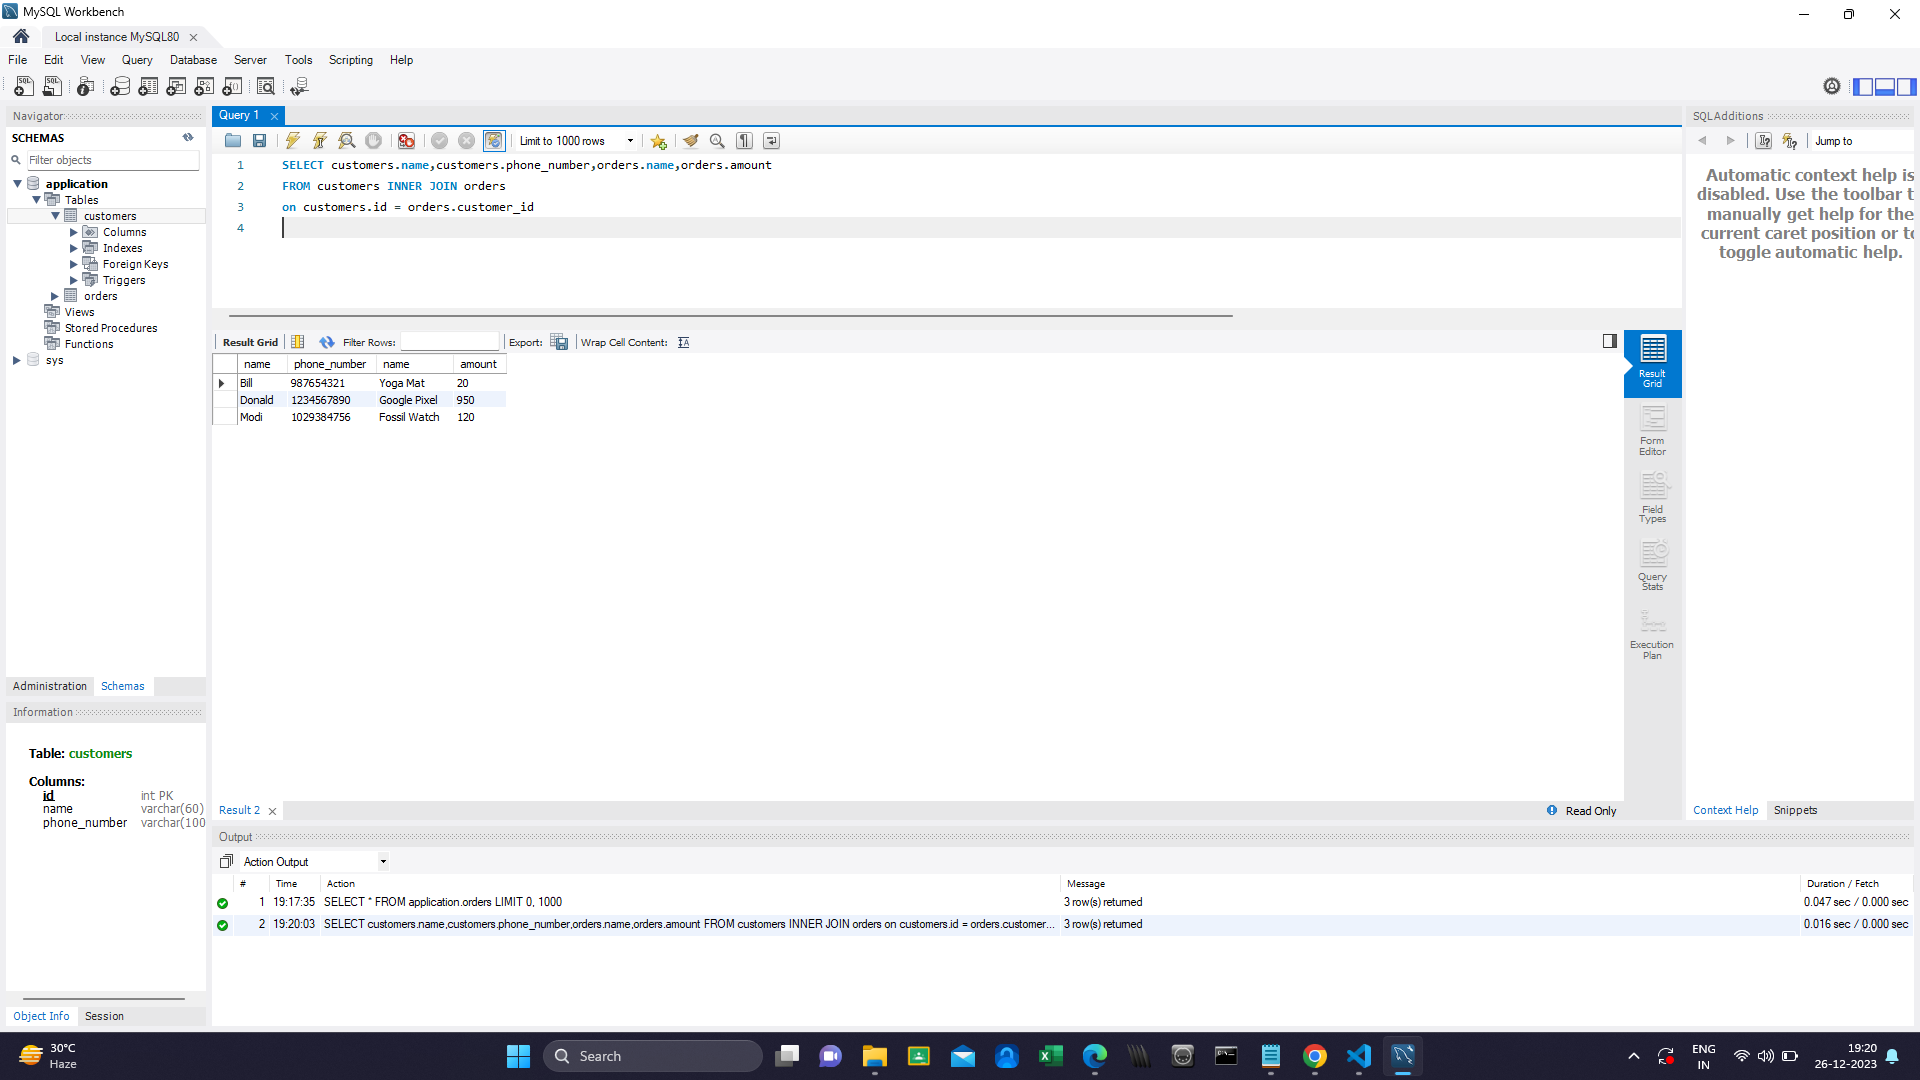 MySQL Workbench
Local instance MySQL80
File Edit View Query Database Server Tools Scripting Help
Navigator
SCHEMAS
Filter objects
application
Tables
customers
Columns
Indexes
Foreign Keys
Triggers
orders
Views
Stored Procedures
Functions
sys
Administration Schemas
Information
Table: customers
Columns:
id int PK
name varchar(60)
phone_number varchar(100
Object Info Session
Query 1
Limit to 1000 rows
1 SELECT customers.name,customers.phone_number,orders.name,orders.amount
2 FROM customers INNER JOIN orders
3 on customers.id = orders.customer_id
4
Result Grid Filter Rows: Export: Wrap Cell Content:
name phone_number name amount
Bill 987654321 Yoga Mat 20
Donald 1234567890 Google Pixel 950
Modi 1029384756 Fossil Watch 120
Result
Grid
Form
Editor
Field
Types
Query
Stats
Execution
Plan
Result 2
Read Only
SQLAdditions
Jump to
Automatic context help is
disabled. Use the toolbar t
manually get help for the
current caret position or to
toggle automatic help.
Context Help Snippets
Output
Action Output
# Time Action Message Duration / Fetch
1 19:17:35 SELECT * FROM application.orders LIMIT 0, 1000 3 row(s) returned 0.047 sec / 0.000 sec
2 19:20:03 SELECT customers.name,customers.phone_number,orders.name,orders.amount FROM customers INNER JOIN orders on customers.id = orders.customer... 3 row(s) returned 0.016 sec / 0.000 sec
30°C
Haze
Search
ENG
IN
19:20
26-12-2023